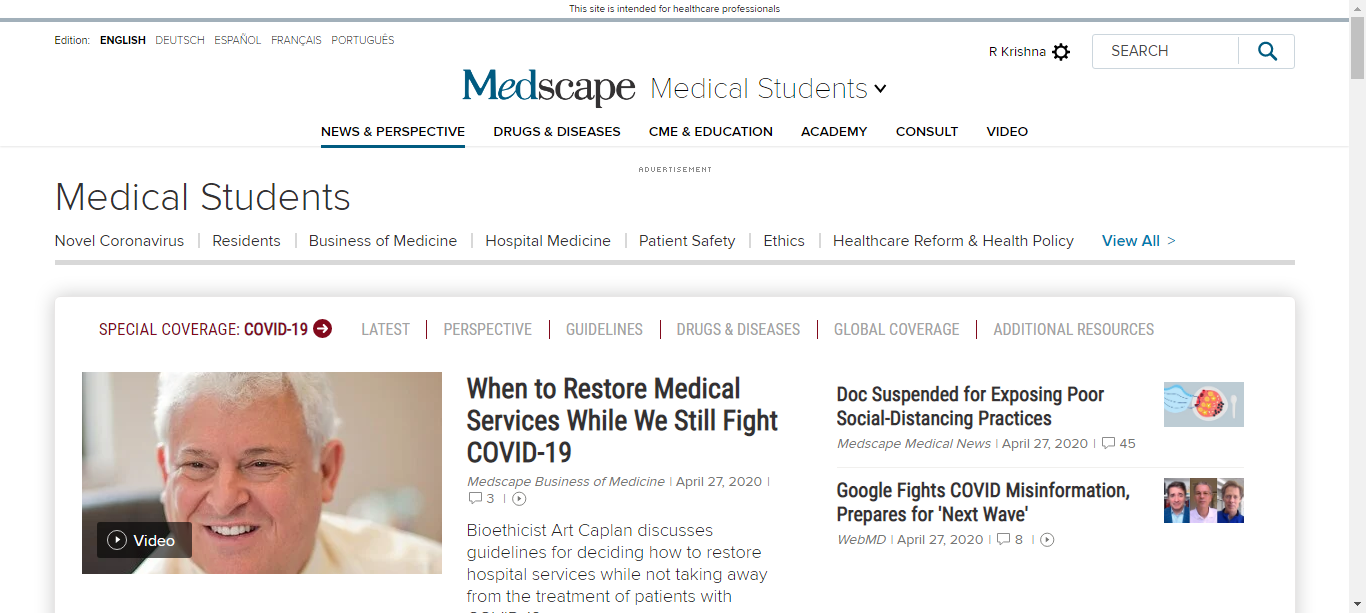 This site is intended for healthcare professionals
Edition: ENGLISH DEUTSCH ESPAÑOL FRANÇAIS PORTUGUÊS
R Krishna
SEARCH
Medscape Medical Students
NEWS & PERSPECTIVE DRUGS & DISEASES CME & EDUCATION ACADEMY CONSULT VIDEO
ADVERTISEMENT
Medical Students
Novel Coronavirus | Residents | Business of Medicine | Hospital Medicine | Patient Safety | Ethics | Healthcare Reform & Health Policy View All >
SPECIAL COVERAGE: COVID-19 LATEST | PERSPECTIVE | GUIDELINES | DRUGS & DISEASES | GLOBAL COVERAGE | ADDITIONAL RESOURCES
Video
When to Restore Medical
Services While We Still Fight
COVID-19
Medscape Business of Medicine | April 27, 2020 |
3 |
Bioethicist Art Caplan discusses
guidelines for deciding how to restore
hospital services while not taking away
from the treatment of patients with
Doc Suspended for Exposing Poor
Social-Distancing Practices
Medscape Medical News | April 27, 2020 | 45
Google Fights COVID Misinformation,
Prepares for 'Next Wave'
WebMD | April 27, 2020 | 8 |